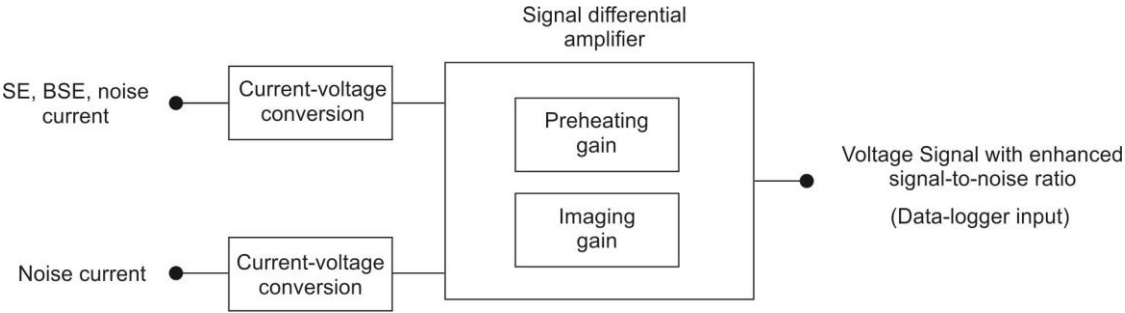 Signal differential
amplifier
SE, BSE, noise
current
Current-voltage
conversion
Preheating
gain
Voltage Signal with enhanced
signal-to-noise ratio
(Data-logger input)
Imaging
gain
Noise current
Current-voltage
conversion